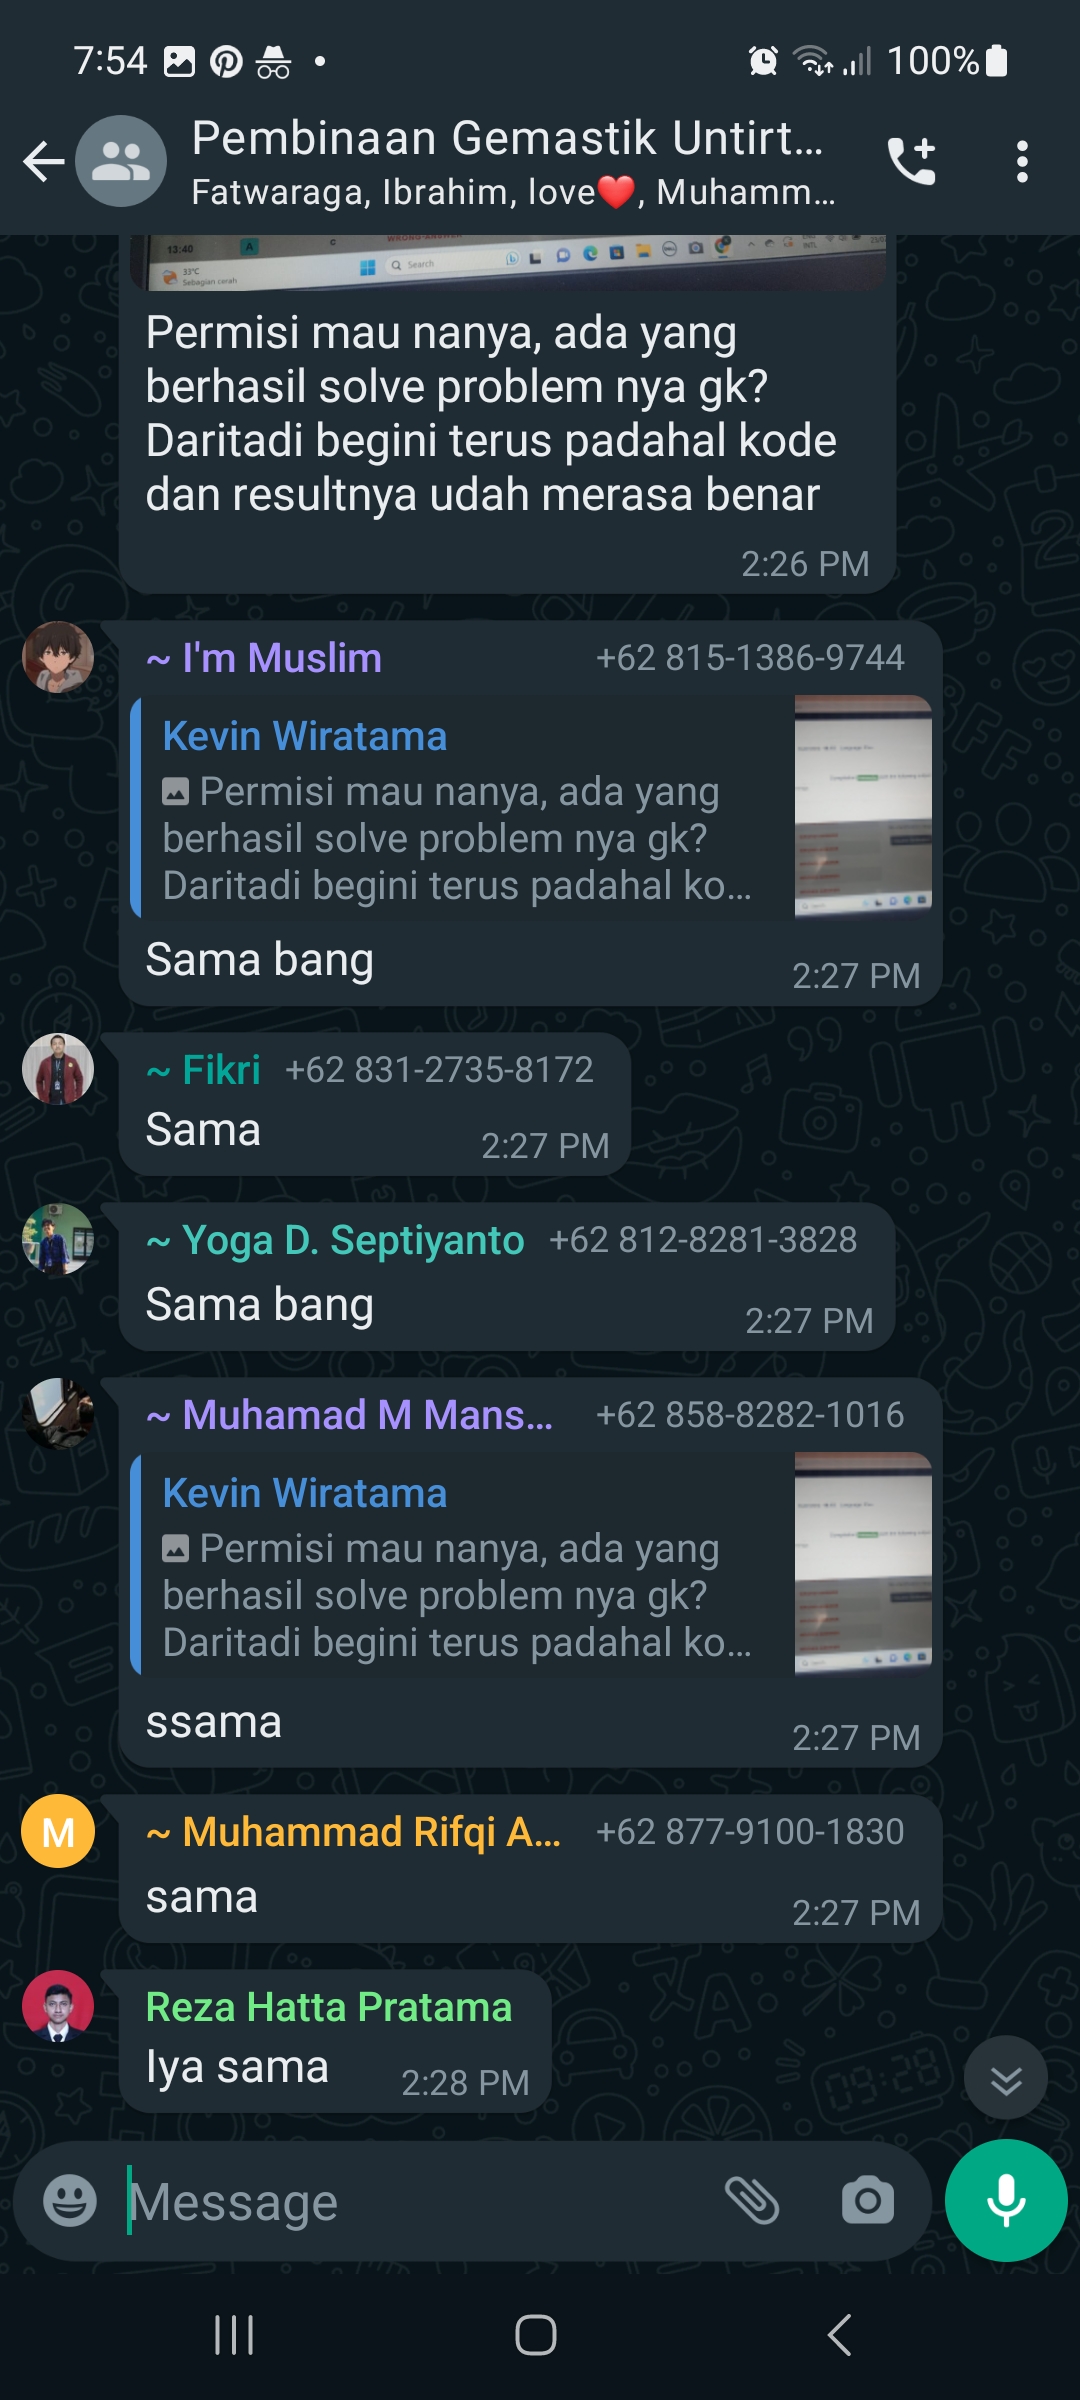 7:54
100%
Pembinaan Gemastik Untirt...
Fatwaraga, Ibrahim, love❤️, Muhamm...
13:40
A
C
WRONG-ANSWER
33°C
Sebagian cerah
Search
Permisi mau nanya, ada yang
berhasil solve problem nya gk?
Daritadi begini terus padahal kode
dan resultnya udah merasa benar
2:26 PM
~ I'm Muslim +62 815-1386-9744
Kevin Wiratama
Permisi mau nanya, ada yang
berhasil solve problem nya gk?
Daritadi begini terus padahal ko...
Sama bang
2:27 PM
~ Fikri +62 831-2735-8172
Sama
2:27 PM
~ Yoga D. Septiyanto +62 812-8281-3828
Sama bang
2:27 PM
~ Muhamad M Mans... +62 858-8282-1016
Kevin Wiratama
Permisi mau nanya, ada yang
berhasil solve problem nya gk?
Daritadi begini terus padahal ko...
ssama
2:27 PM
M
~ Muhammad Rifqi A... +62 877-9100-1830
sama
2:27 PM
Reza Hatta Pratama
Iya sama
2:28 PM
Message